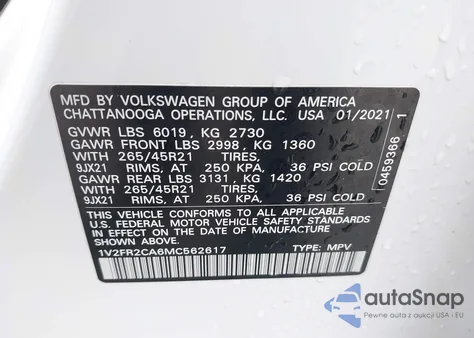 MFD BY VOLKSWAGEN GROUP OF AMERICA
CHATTANOOGA OPERATIONS, LLC. USA 01/2021
GVWR LBS 6019, KG 2730
GAWR FRONT LBS 2998, KG 1360
WITH 265/45R21 TIRES,
9JX21 RIMS, AT 250 KPA, 36 PSI COLD
GAWR REAR LBS 3131, KG 1420
WITH 265/45R21 TIRES,
9JX21 RIMS, AT 250 KPA, 36 PSI COLD
THIS VEHICLE CONFORMS TO ALL APPLICABLE
U.S. FEDERAL MOTOR VEHICLE SAFETY STANDARDS
IN EFFECT ON THE DATE OF MANUFACTURE
SHOWN ABOVE.
1V2FR2CA6MC562617 TYPE: MPV
0459366 1
autaSnap
Pewne auta z USA i EU